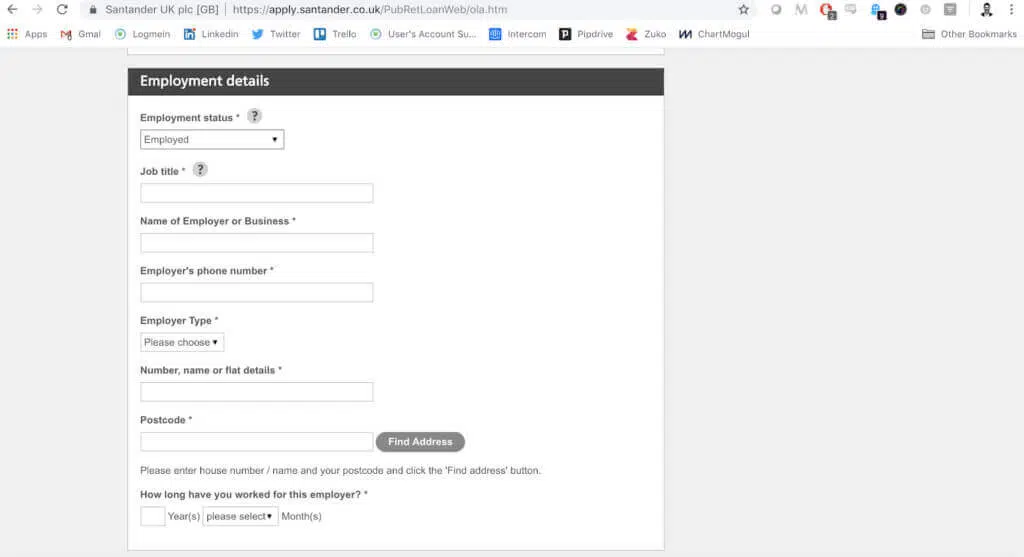 Santander UK plc [GB] | https://apply.santander.co.uk/PubRetLoanWeb/ola.htm
2 9
Apps Gmal Logmein Linkedin Twitter Trello User's Account Su... Intercom Pipdrive Zuko ChartMogul Other Bookmarks
Employment details
Employment status * ?
Employed
Job title * ?
Name of Employer or Business *
Employer's phone number *
Employer Type *
Please choose
Number, name or flat details *
Postcode *
Find Address
Please enter house number / name and your postcode and click the 'Find address' button.
How long have you worked for this employer? *
Year(s) please select Month(s)